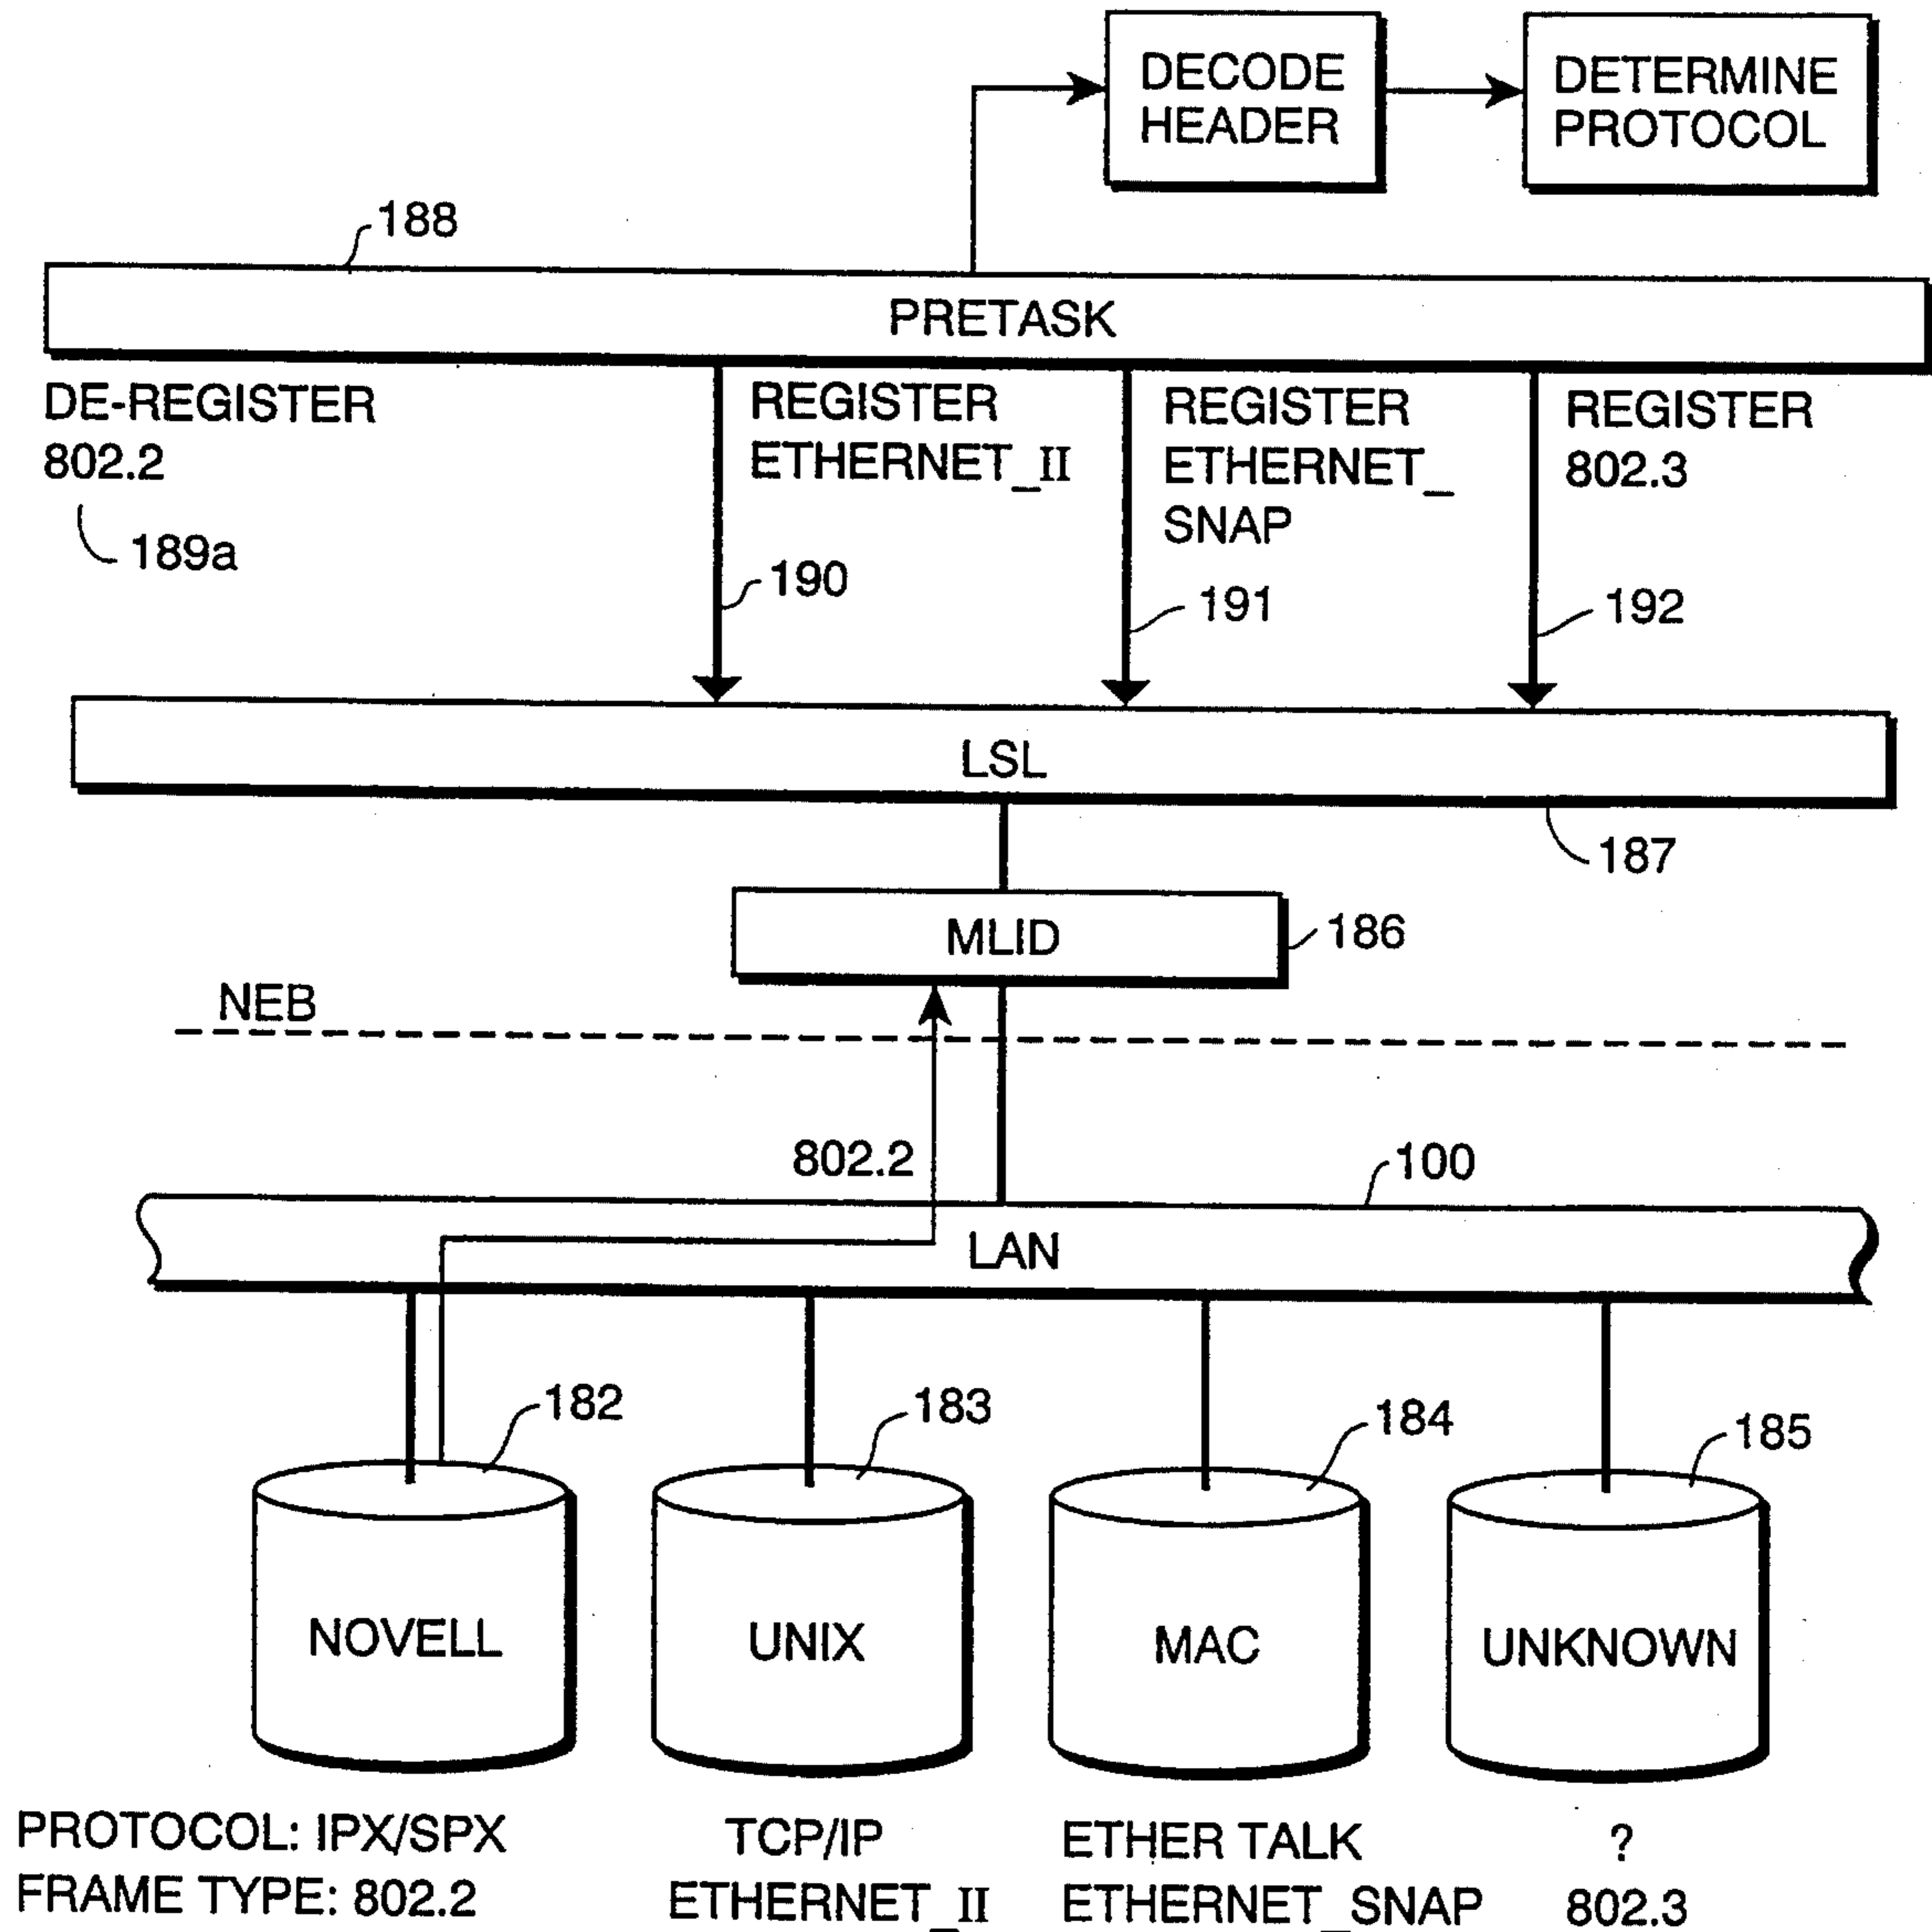 DECODE
HEADER
DETERMINE
PROTOCOL
188
PRETASK
DE-REGISTER
802.2
189a
REGISTER
ETHERNET_II
190
REGISTER
ETHERNET_
SNAP
191
REGISTER
802.3
192
LSL
187
MLID
186
NEB
802.2
100
LAN
182
183
184
185
NOVELL
UNIX
MAC
UNKNOWN
PROTOCOL: IPX/SPX
FRAME TYPE: 802.2
TCP/IP
ETHERNET_II
ETHER TALK
ETHERNET_SNAP
?
802.3